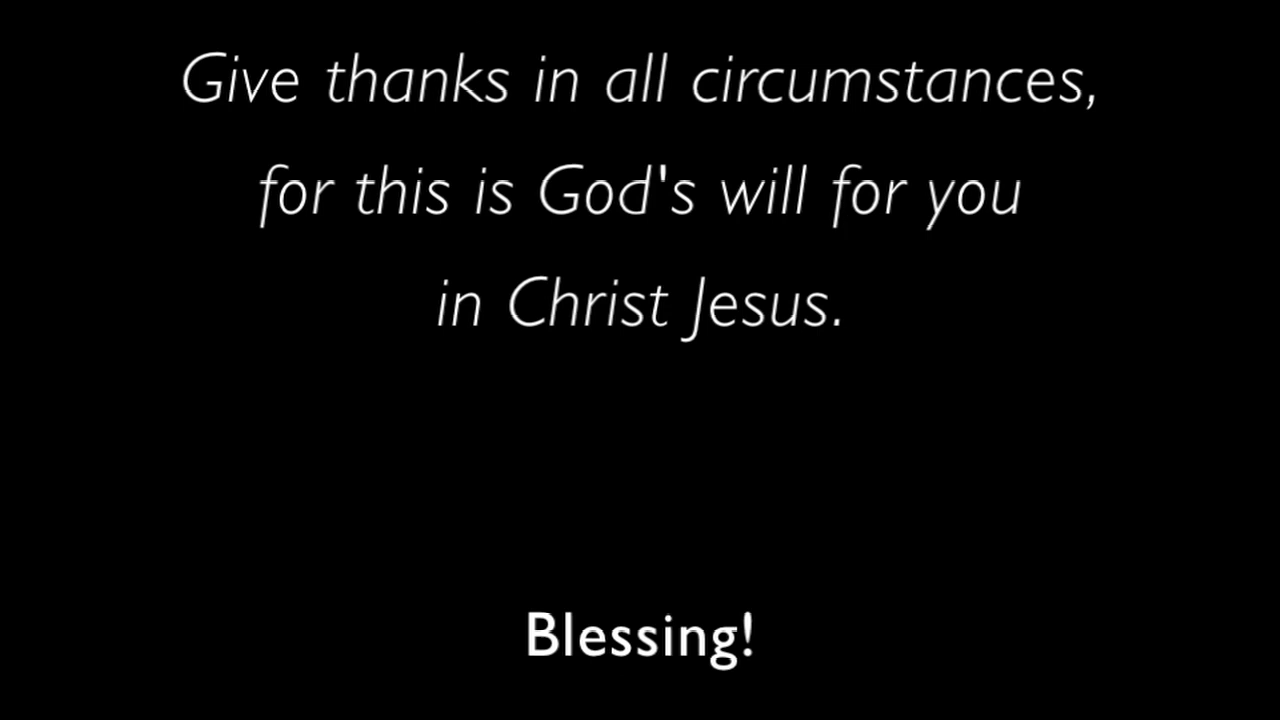 Give thanks in all circumstances,
for this is God's will for you
in Christ Jesus.
Blessing!